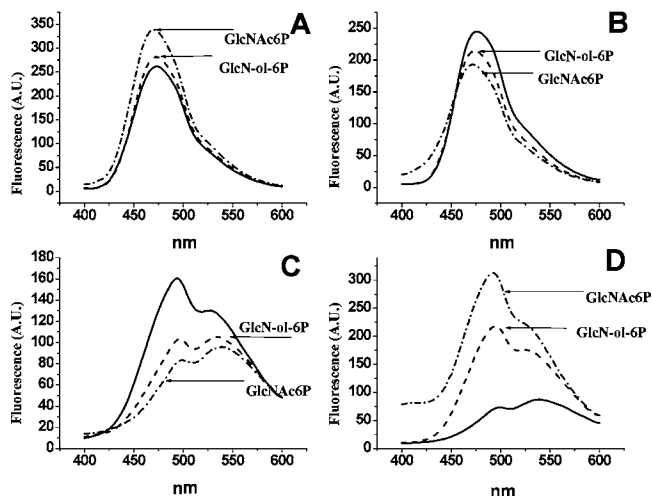 A
Fluorescence (A.U.)
350
300
250
200
150
100
50
0
GlcNAc6P
GlcN-ol-6P
400 450 500 550 600
nm
B
Fluorescence (A.U.)
250
200
150
100
50
0
GlcN-ol-6P
GlcNAc6P
400 450 500 550 600
nm
C
Fluorescence (A.U.)
180
160
140
120
100
80
60
40
20
0
GlcN-ol-6P
GlcNAc6P
400 450 500 550 600
nm
D
Fluorescence (A.U.)
300
250
200
150
100
50
0
GlcNAc6P
GlcN-ol-6P
400 450 500 550 600
nm